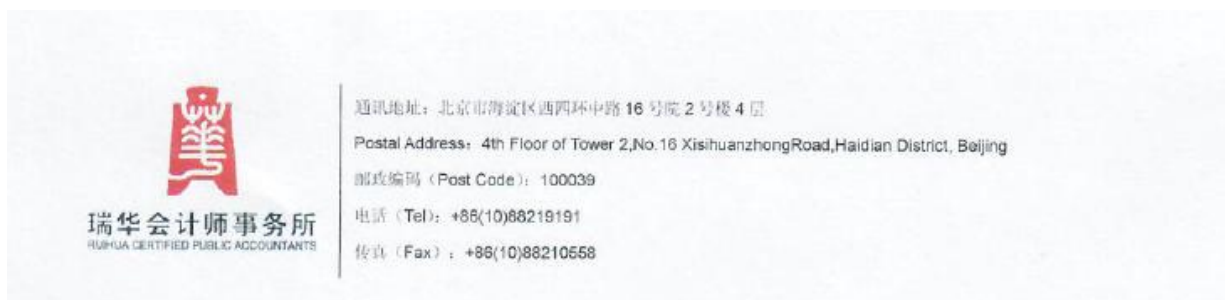 瑞华会计师事务所
RUIHUA CERTIFIED PUBLIC ACCOUNTANTS
通讯地址：北京市海淀区西四环中路 16 号院 2 号楼 4 层
Postal Address：4th Floor of Tower 2,No.16 XisihuanzhongRoad,Haidian District, Beijing
邮政编码（Post Code）：100039
电话（Tel）：+86(10)88219191
传真（Fax）：+86(10)88210558